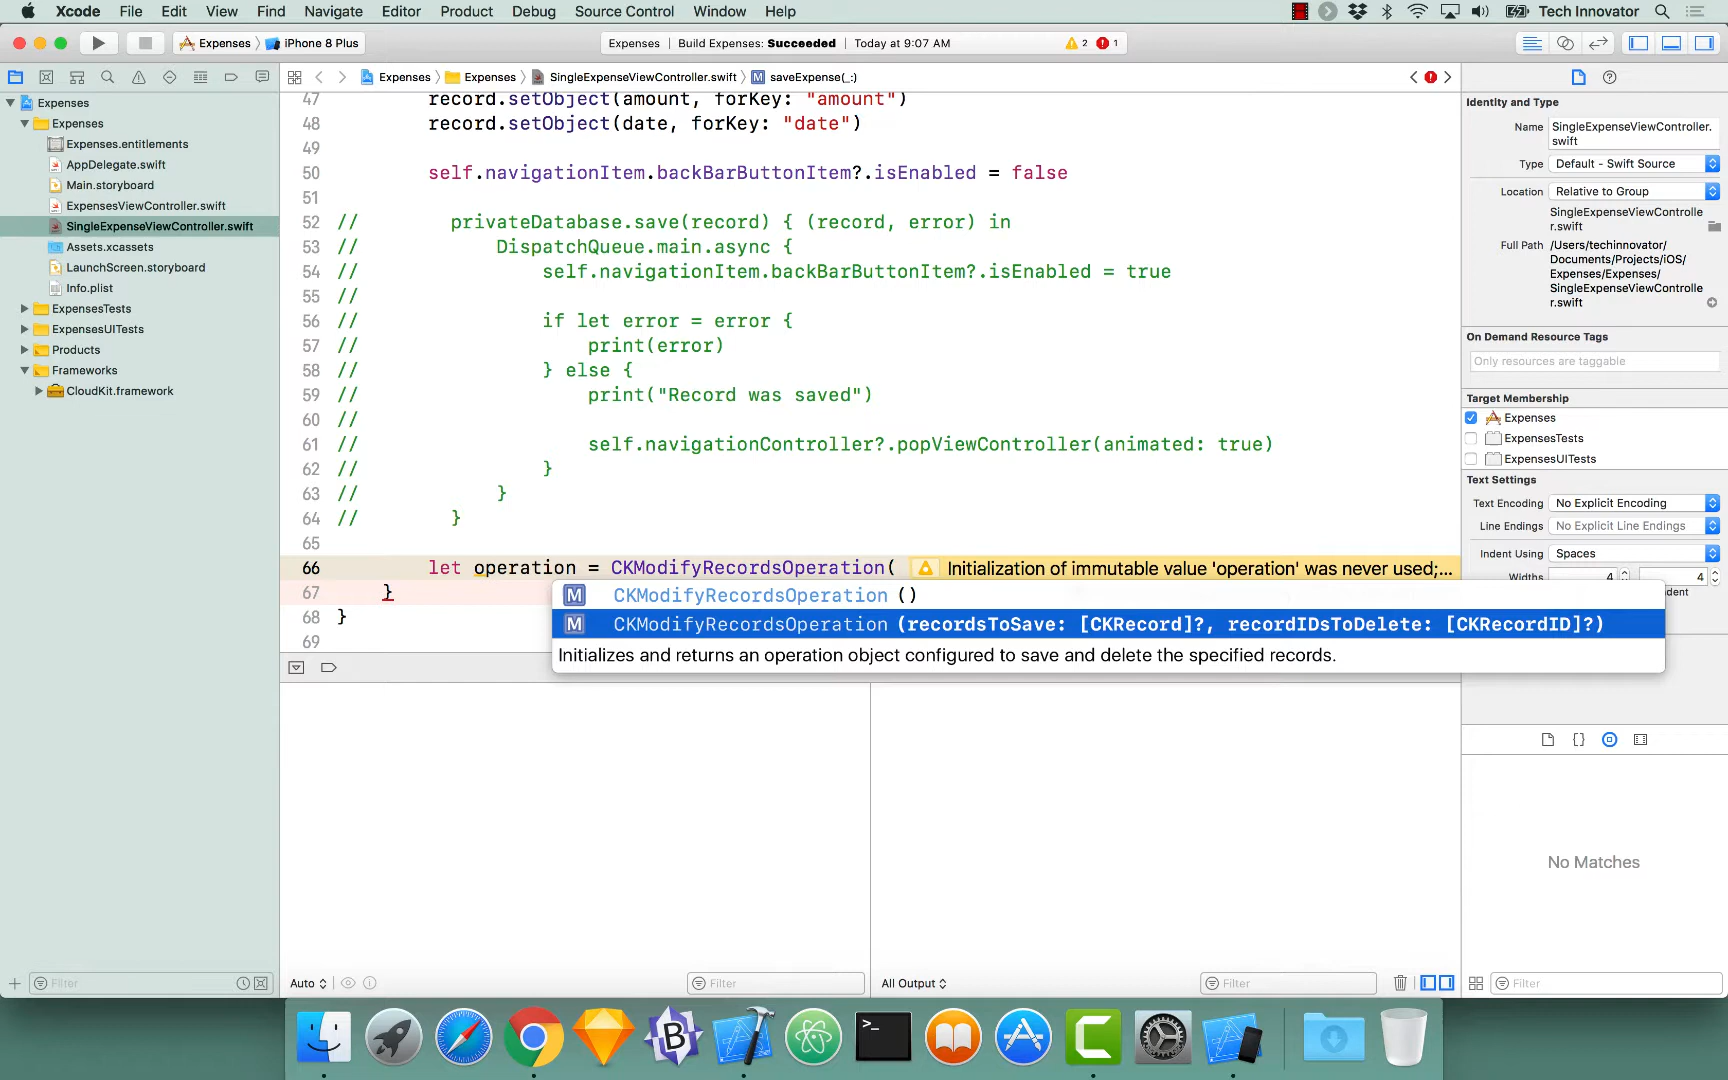 Xcode File Edit View Find Navigate Editor Product Debug Source Control Window Help Tech Innovator
Expenses iPhone 8 Plus Expenses | Build Expenses: Succeeded | Today at 9:07 AM 2 1
Expenses Expenses SingleExpenseViewController.swift M saveExpense(_:)
Expenses
Expenses
Expenses.entitlements
AppDelegate.swift
Main.storyboard
ExpensesViewController.swift
SingleExpenseViewController.swift
Assets.xcassets
LaunchScreen.storyboard
Info.plist
ExpensesTests
ExpensesUITests
Products
Frameworks
CloudKit.framework
Filter
47 record.setObject(amount, forKey: "amount")
48 record.setObject(date, forKey: "date")
49
50 self.navigationItem.backBarButtonItem?.isEnabled = false
51
52 // privateDatabase.save(record) { (record, error) in
53 // DispatchQueue.main.async {
54 // self.navigationItem.backBarButtonItem?.isEnabled = true
55 //
56 // if let error = error {
57 // print(error)
58 // } else {
59 // print("Record was saved")
60 //
61 // self.navigationController?.popViewController(animated: true)
62 // }
63 // }
64 // }
65
66 let operation = CKModifyRecordsOperation( Initialization of immutable value 'operation' was never used;...
67 }
68 }
69
M CKModifyRecordsOperation ()
M CKModifyRecordsOperation (recordsToSave: [CKRecord]?, recordIDsToDelete: [CKRecordID]?)
Initializes and returns an operation object configured to save and delete the specified records.
Auto Filter All Output Filter
Identity and Type
Name SingleExpenseViewController.
swift
Type Default - Swift Source
Location Relative to Group
SingleExpenseViewControlle
r.swift
Full Path /Users/techinnovator/
Documents/Projects/iOS/
Expenses/Expenses/
SingleExpenseViewControlle
r.swift
On Demand Resource Tags
Only resources are taggable
Target Membership
Expenses
ExpensesTests
ExpensesUITests
Text Settings
Text Encoding No Explicit Encoding
Line Endings No Explicit Line Endings
Indent Using Spaces
Widths 4 4
No Matches
Filter